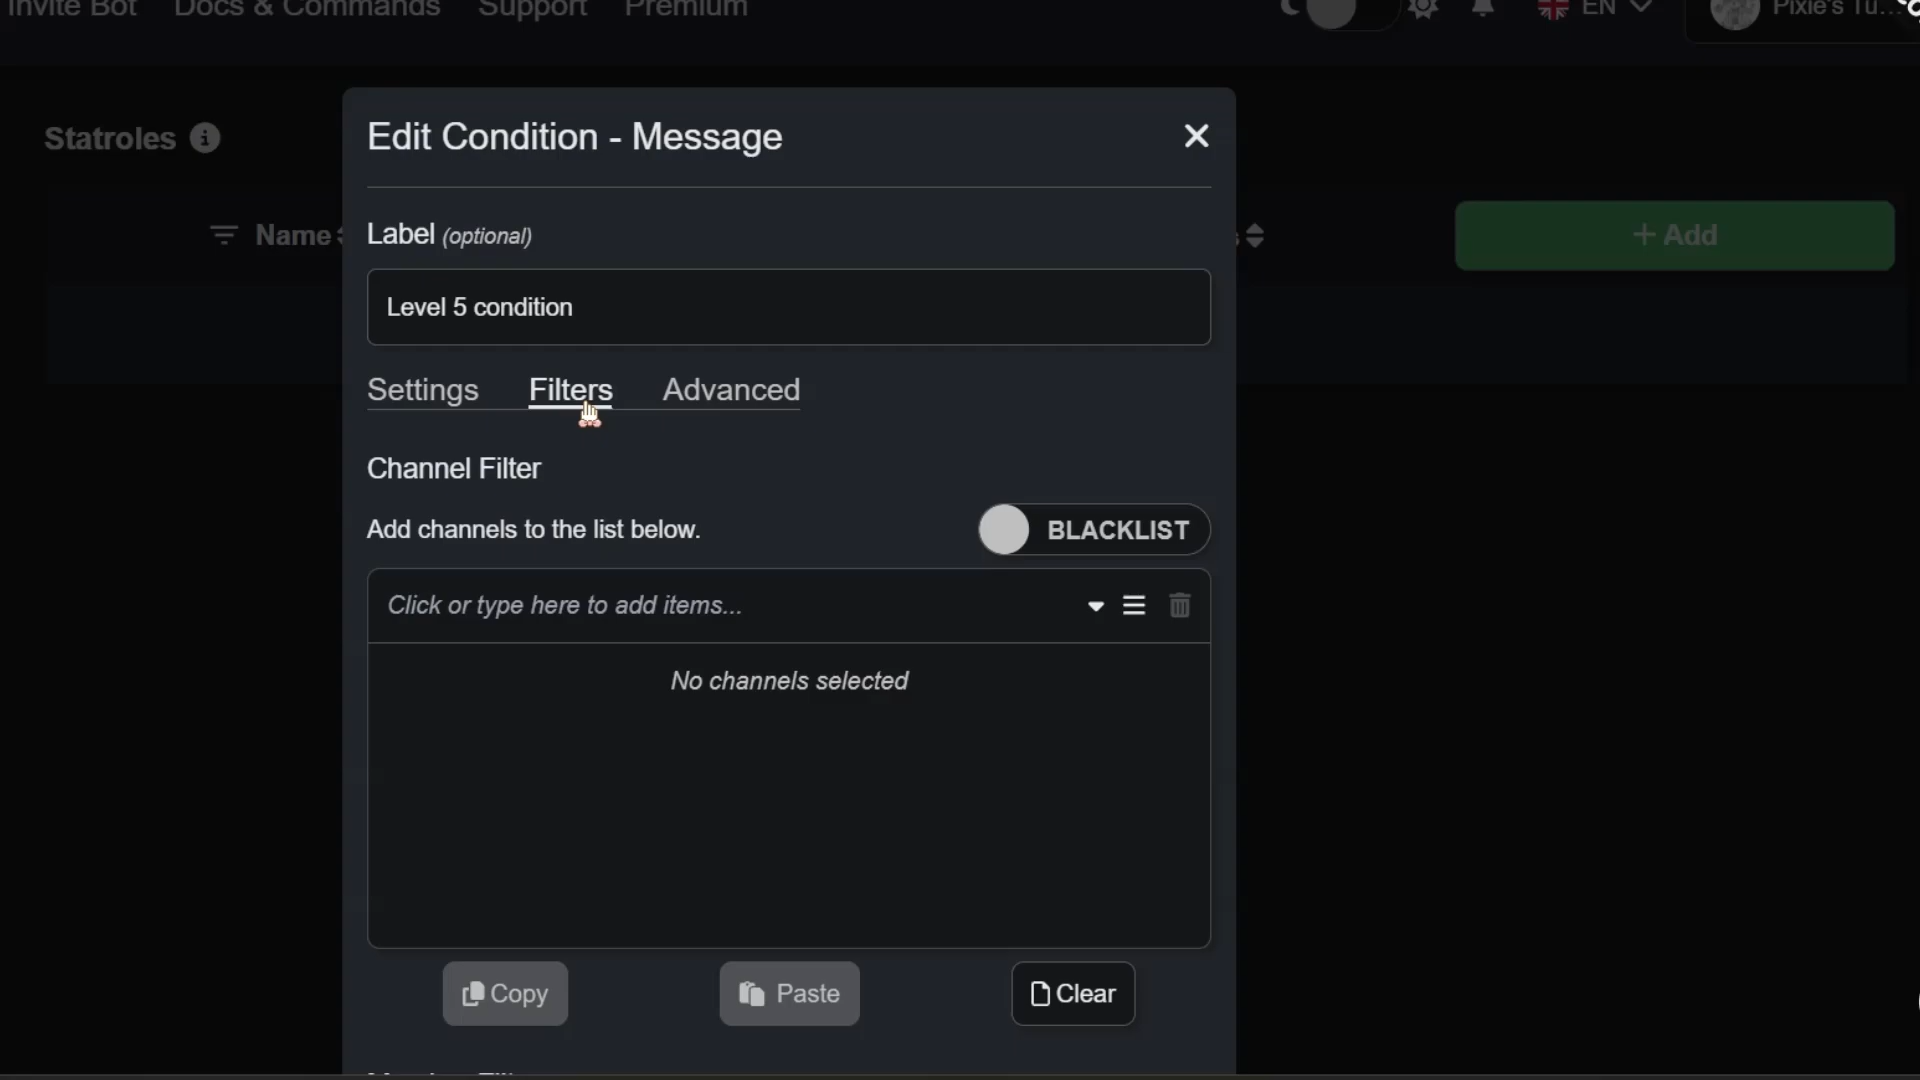 Invite Bot Docs & Commands Support Premium EN Pixie's Tu...
Statroles
Edit Condition - Message
Name
Label (optional)
+ Add
Level 5 condition
Settings Filters Advanced
Channel Filter
Add channels to the list below.
BLACKLIST
Click or type here to add items...
No channels selected
Copy Paste Clear